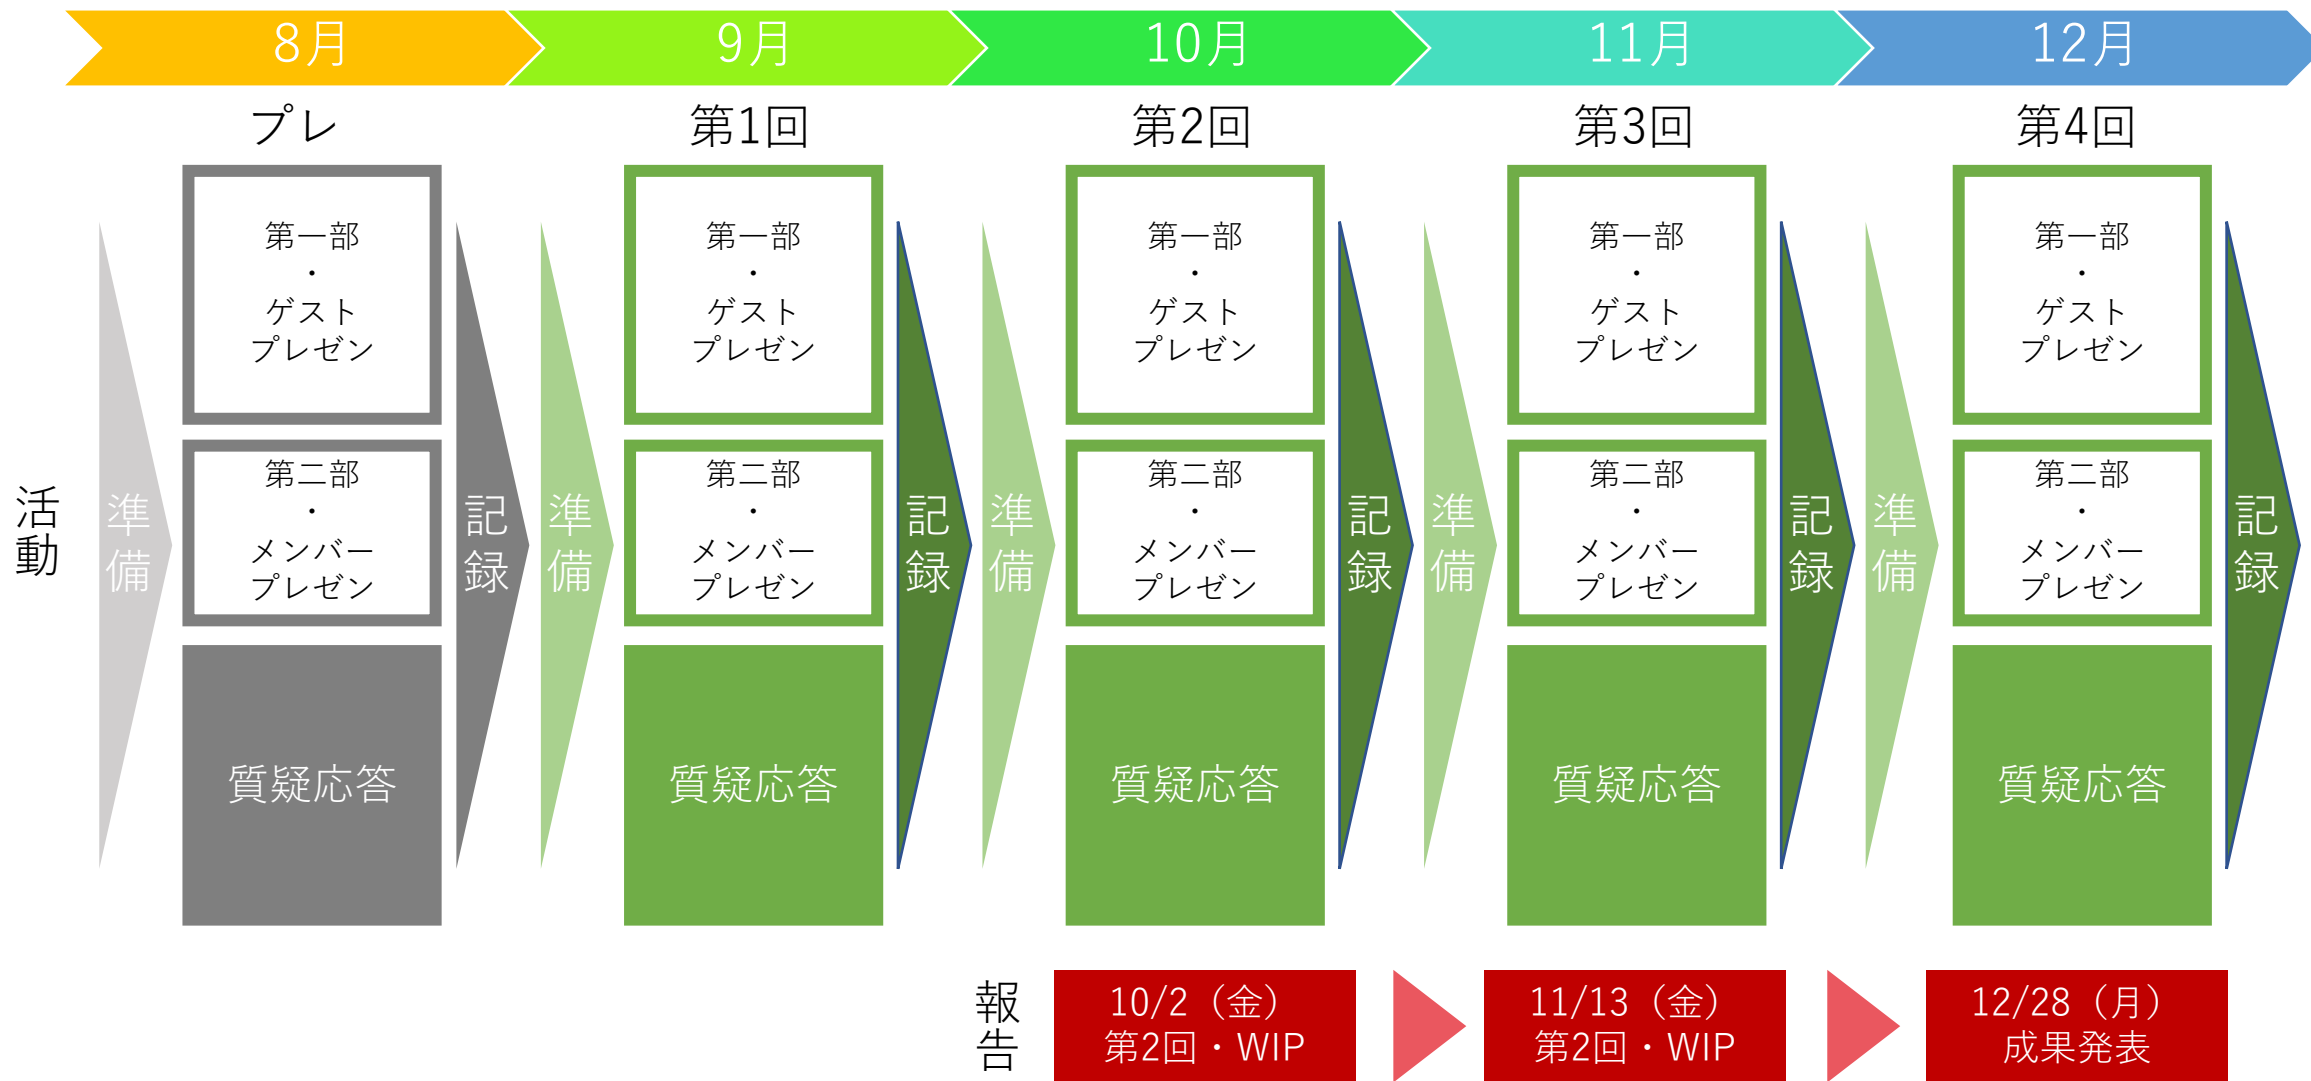 8月
9月
10月
11月
12月
プレ
第1回
第2回
第3回
第4回
活動
準備
第一部
・
ゲスト
プレゼン
第二部
・
メンバー
プレゼン
質疑応答
記録
準備
第一部
・
ゲスト
プレゼン
第二部
・
メンバー
プレゼン
質疑応答
記録
準備
第一部
・
ゲスト
プレゼン
第二部
・
メンバー
プレゼン
質疑応答
記録
準備
第一部
・
ゲスト
プレゼン
第二部
・
メンバー
プレゼン
質疑応答
記録
準備
第一部
・
ゲスト
プレゼン
第二部
・
メンバー
プレゼン
質疑応答
記録
報告
10/2（金）
第2回・WIP
11/13（金）
第2回・WIP
12/28（月）
成果発表